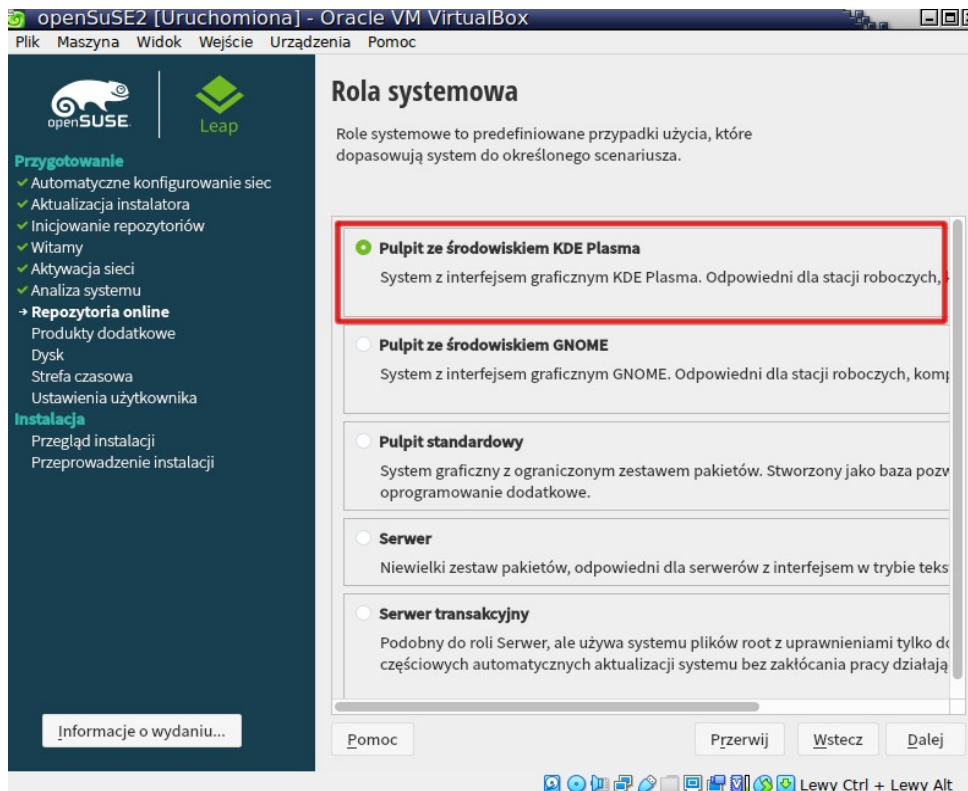 openSuSE2 [Uruchomiona] - Oracle VM VirtualBox
Plik Maszyna Widok Wejście Urządzenia Pomoc
openSUSE.
Leap
Przygotowanie
Automatyczne konfigurowanie siec
Aktualizacja instalatora
Inicjowanie repozytoriów
Witamy
Aktywacja sieci
Analiza systemu
Repozytoria online
Produkty dodatkowe
Dysk
Strefa czasowa
Ustawienia użytkownika
Instalacja
Przegląd instalacji
Przeprowadzenie instalacji
Informacje o wydaniu...
Rola systemowa
Role systemowe to predefiniowane przypadki użycia, które
dopasowują system do określonego scenariusza.
Pulpit ze środowiskiem KDE Plasma
System z interfejsem graficznym KDE Plasma. Odpowiedni dla stacji roboczych,
Pulpit ze środowiskiem GNOME
System z interfejsem graficznym GNOME. Odpowiedni dla stacji roboczych,
Pulpit standardowy
System graficzny z ograniczonym zestawem pakietów. Stworzony jako baza
oprogramowanie dodatkowe.
Serwer
Niewielki zestaw pakietów, odpowiedni dla serwerów z interfejsem w trybie
Serwer transakcyjny
Podobny do roli Serwer, ale używa systemu plików root z uprawnieniami tylko
częściowych automatycznych aktualizacji systemu bez zakłócania pracy
Pomoc
Przerwij
Wstecz
Dalej
Lewy Ctrl + Lewy Alt